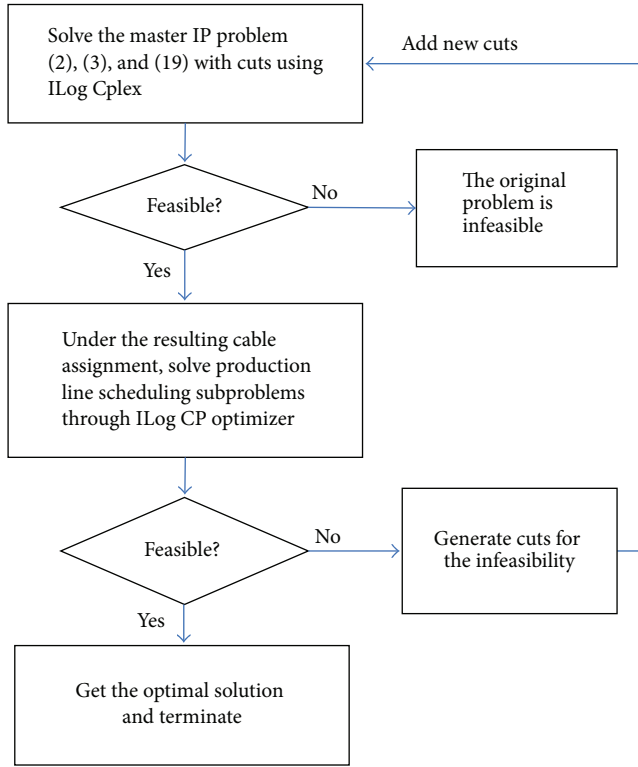 Solve the master IP problem
(2), (3), and (19) with cuts using
ILog Cplex
Add new cuts
Feasible?
No
The original
problem is
infeasible
Yes
Under the resulting cable
assignment, solve production
line scheduling subproblems
through ILog CP optimizer
Feasible?
No
Generate cuts for
the infeasibility
Yes
Get the optimal solution
and terminate